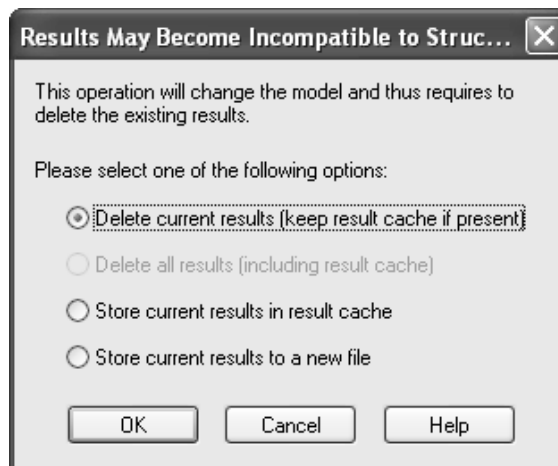 Results May Become Incompatible to Struc...
This operation will change the model and thus requires to
delete the existing results.
Please select one of the following options:
Delete current results (keep result cache if present)
Delete all results (including result cache)
Store current results in result cache
Store current results to a new file
OK Cancel Help